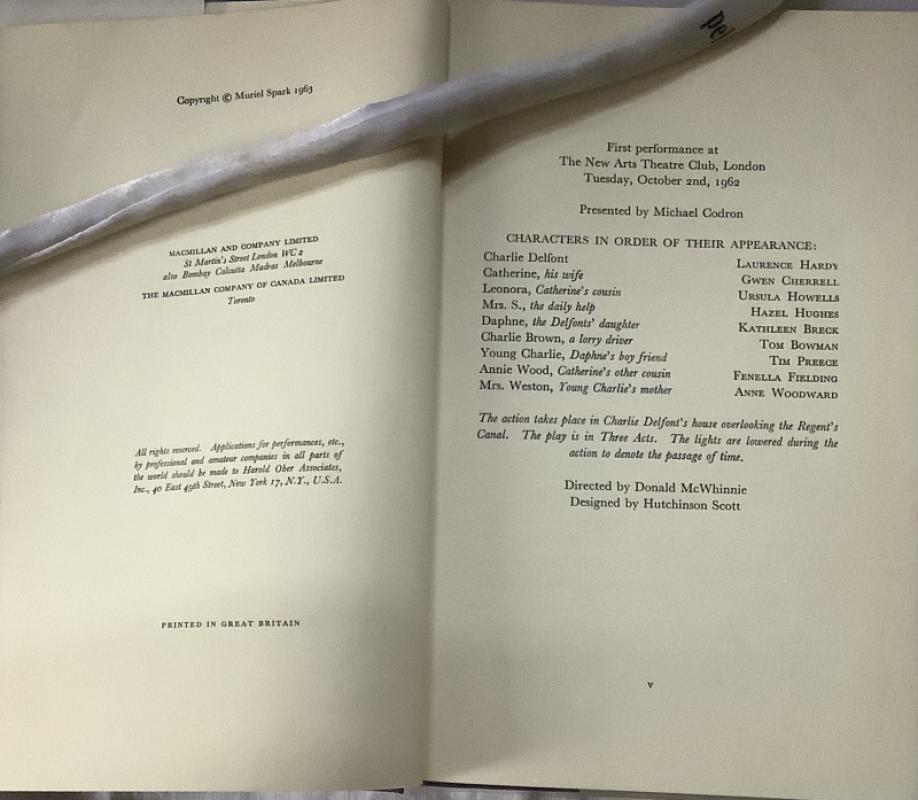 Copyright © Muriel Spark 1963
MACMILLAN AND COMPANY LIMITED
St Martin's Street London WC 2
also Bombay Calcutta Madras Melbourne
THE MACMILLAN COMPANY OF CANADA LIMITED
Toronto
All rights reserved. Applications for performances, etc.,
by professional and amateur companies in all parts of
the world should be made to Harold Ober Associates,
Inc., 40 East 49th Street, New York 17, N.Y., U.S.A.
PRINTED IN GREAT BRITAIN
First performance at
The New Arts Theatre Club, London
Tuesday, October 2nd, 1962
Presented by Michael Codron
CHARACTERS IN ORDER OF THEIR APPEARANCE:
Charlie Delfont LAURENCE HARDY
Catherine, his wife GWEN CHERRELL
Leonora, Catherine's cousin URSULA HOWELLS
Mrs. S., the daily help HAZEL HUGHES
Daphne, the Delfonts' daughter KATHLEEN BRECK
Charlie Brown, a lorry driver TOM BOWMAN
Young Charlie, Daphne's boy friend TIM PREECE
Annie Wood, Catherine's other cousin FENELLA FIELDING
Mrs. Weston, Young Charlie's mother ANNE WOODWARD
The action takes place in Charlie Delfont's house overlooking the Regent's
Canal. The play is in Three Acts. The lights are lowered during the
action to denote the passage of time.
Directed by Donald McWhinnie
Designed by Hutchinson Scott
v